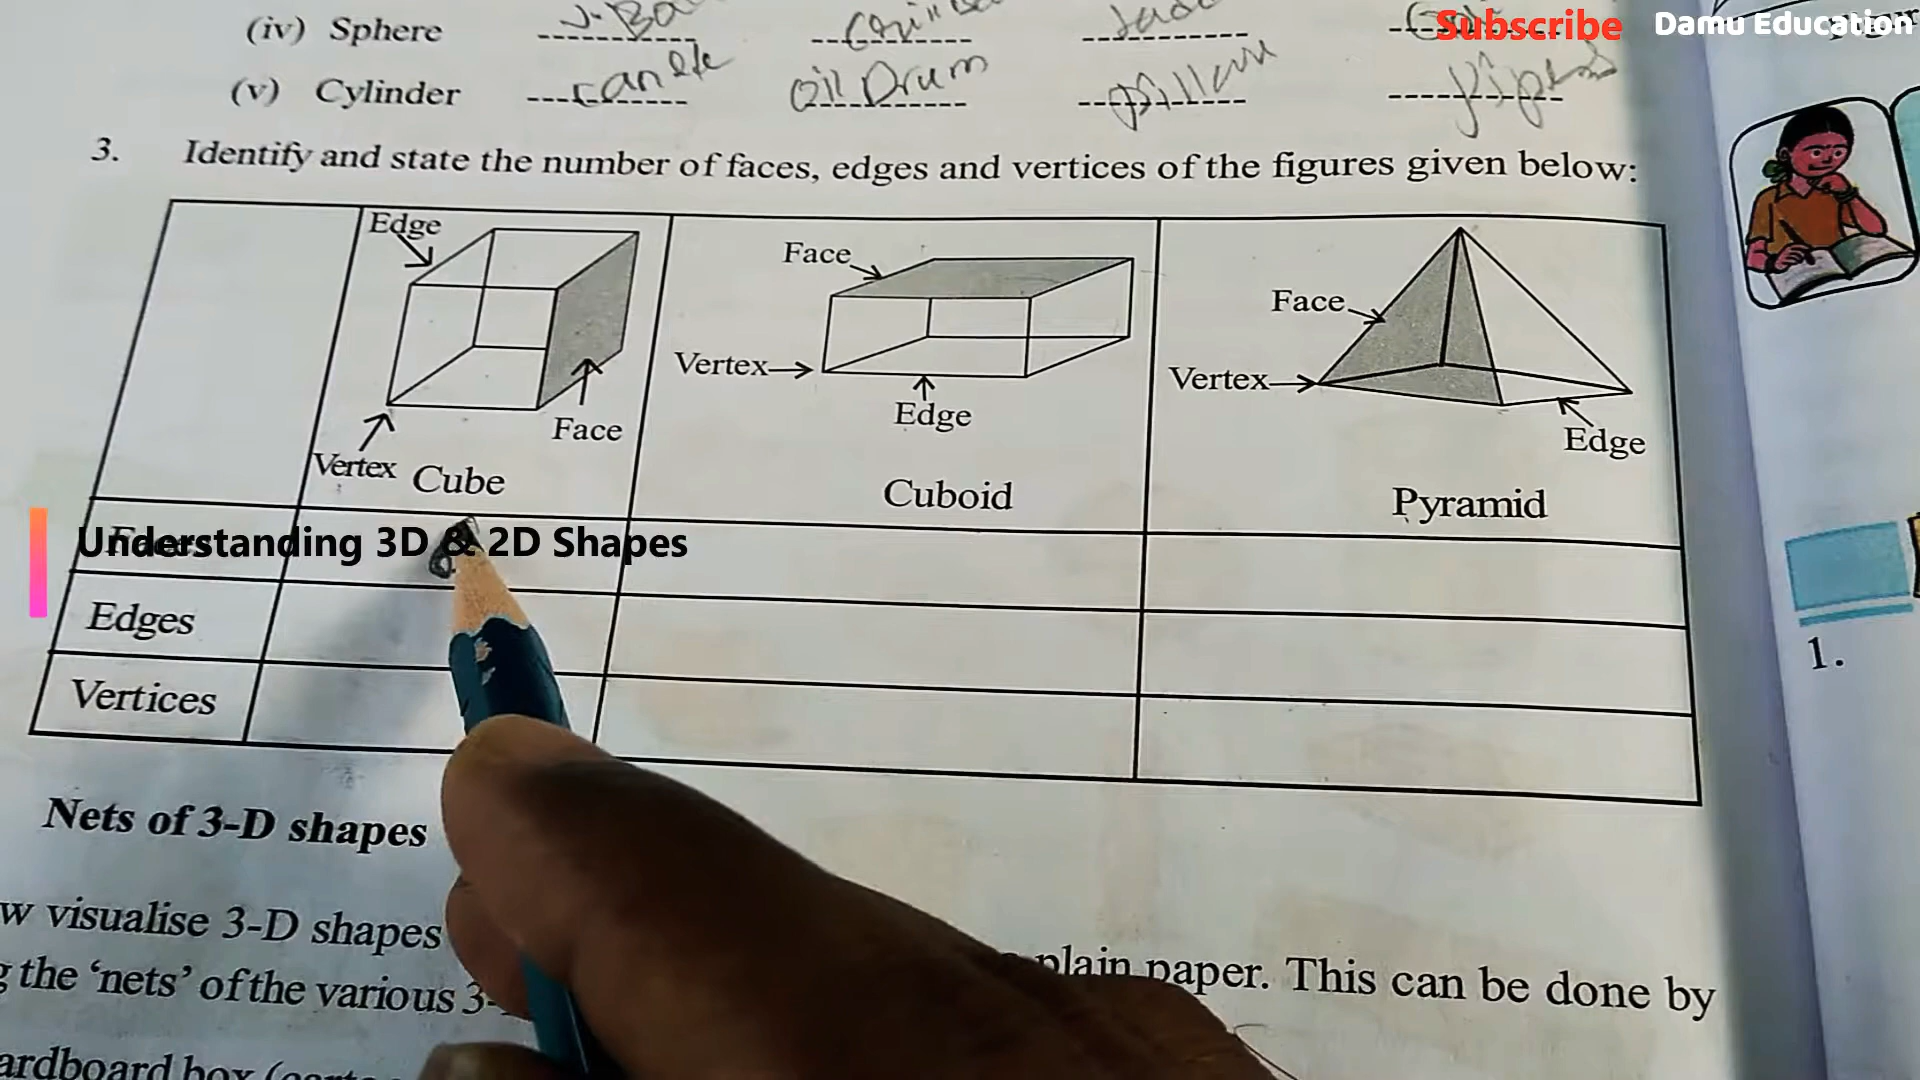 Subscribe Damu Education
(iv) Sphere
(v) Cylinder Oil Drum
3. Identify and state the number of faces, edges and vertices of the figures given below:
Edge
Face
Vertex
Cube
Face
Vertex
Edge
Cuboid
Face
Vertex
Edge
Pyramid
Understanding 3D & 2D Shapes
Faces
Edges
Vertices
1.
Nets of 3-D shapes
w visualise 3-D shapes plain paper. This can be done by
g the ‘nets’ of the various 3-
ardboard box